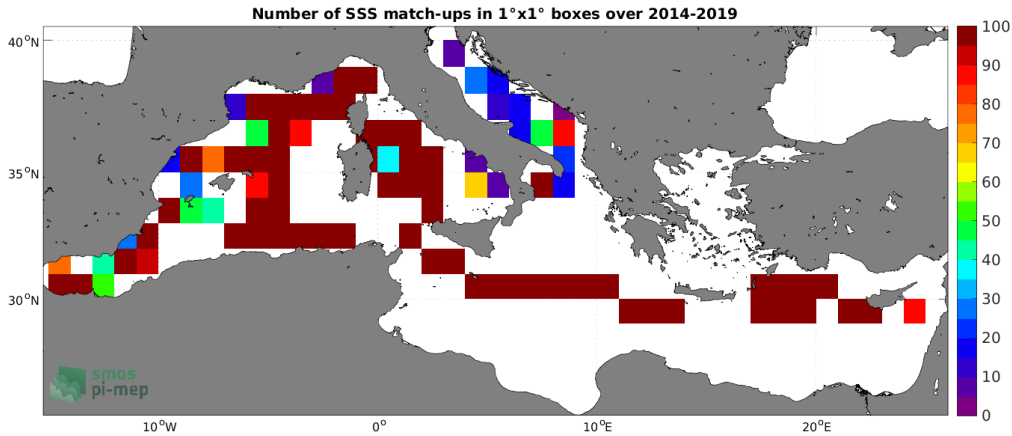 Number of SSS match-ups in 1°x1° boxes over 2014-2019
40°N
35°N
30°N
10°W
0°
10°E
20°E
100
90
80
70
60
50
40
30
20
10
0
smos
pi-mep